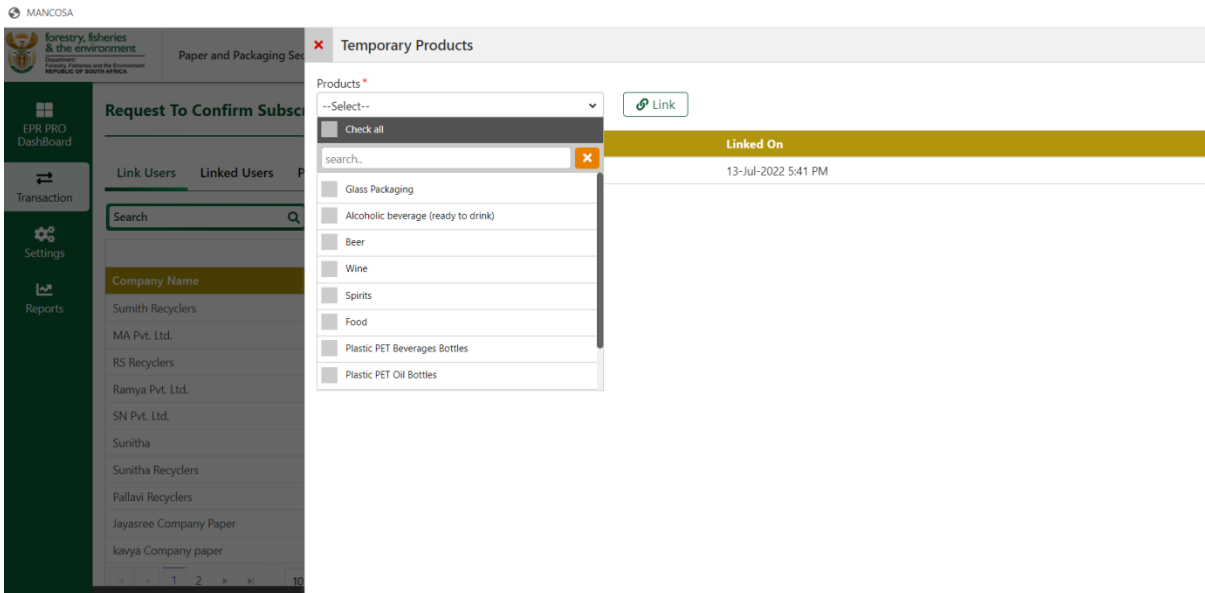 MANCOSA
forestry, fisheries
& the environment
Department:
Forestry, Fisheries and the Environment
REPUBLIC OF SOUTH AFRICA
Paper and Packaging Sec
Temporary Products
EPR PRO
DashBoard
Transaction
Settings
Reports
Request To Confirm Subscr
Link Users Linked Users P
Search
Company Name
Sumith Recyclers
MA Pvt. Ltd.
RS Recyclers
Ramya Pvt. Ltd.
SN Pvt. Ltd.
Sunitha
Sunitha Recyclers
Pallavi Recyclers
Jayasree Company Paper
kavya Company paper
1 2 10
Products *
--Select--
Link
Check all
search..
Glass Packaging
Alcoholic beverage (ready to drink)
Beer
Wine
Spirits
Food
Plastic PET Beverages Bottles
Plastic PET Oil Bottles
Linked On
13-Jul-2022 5:41 PM